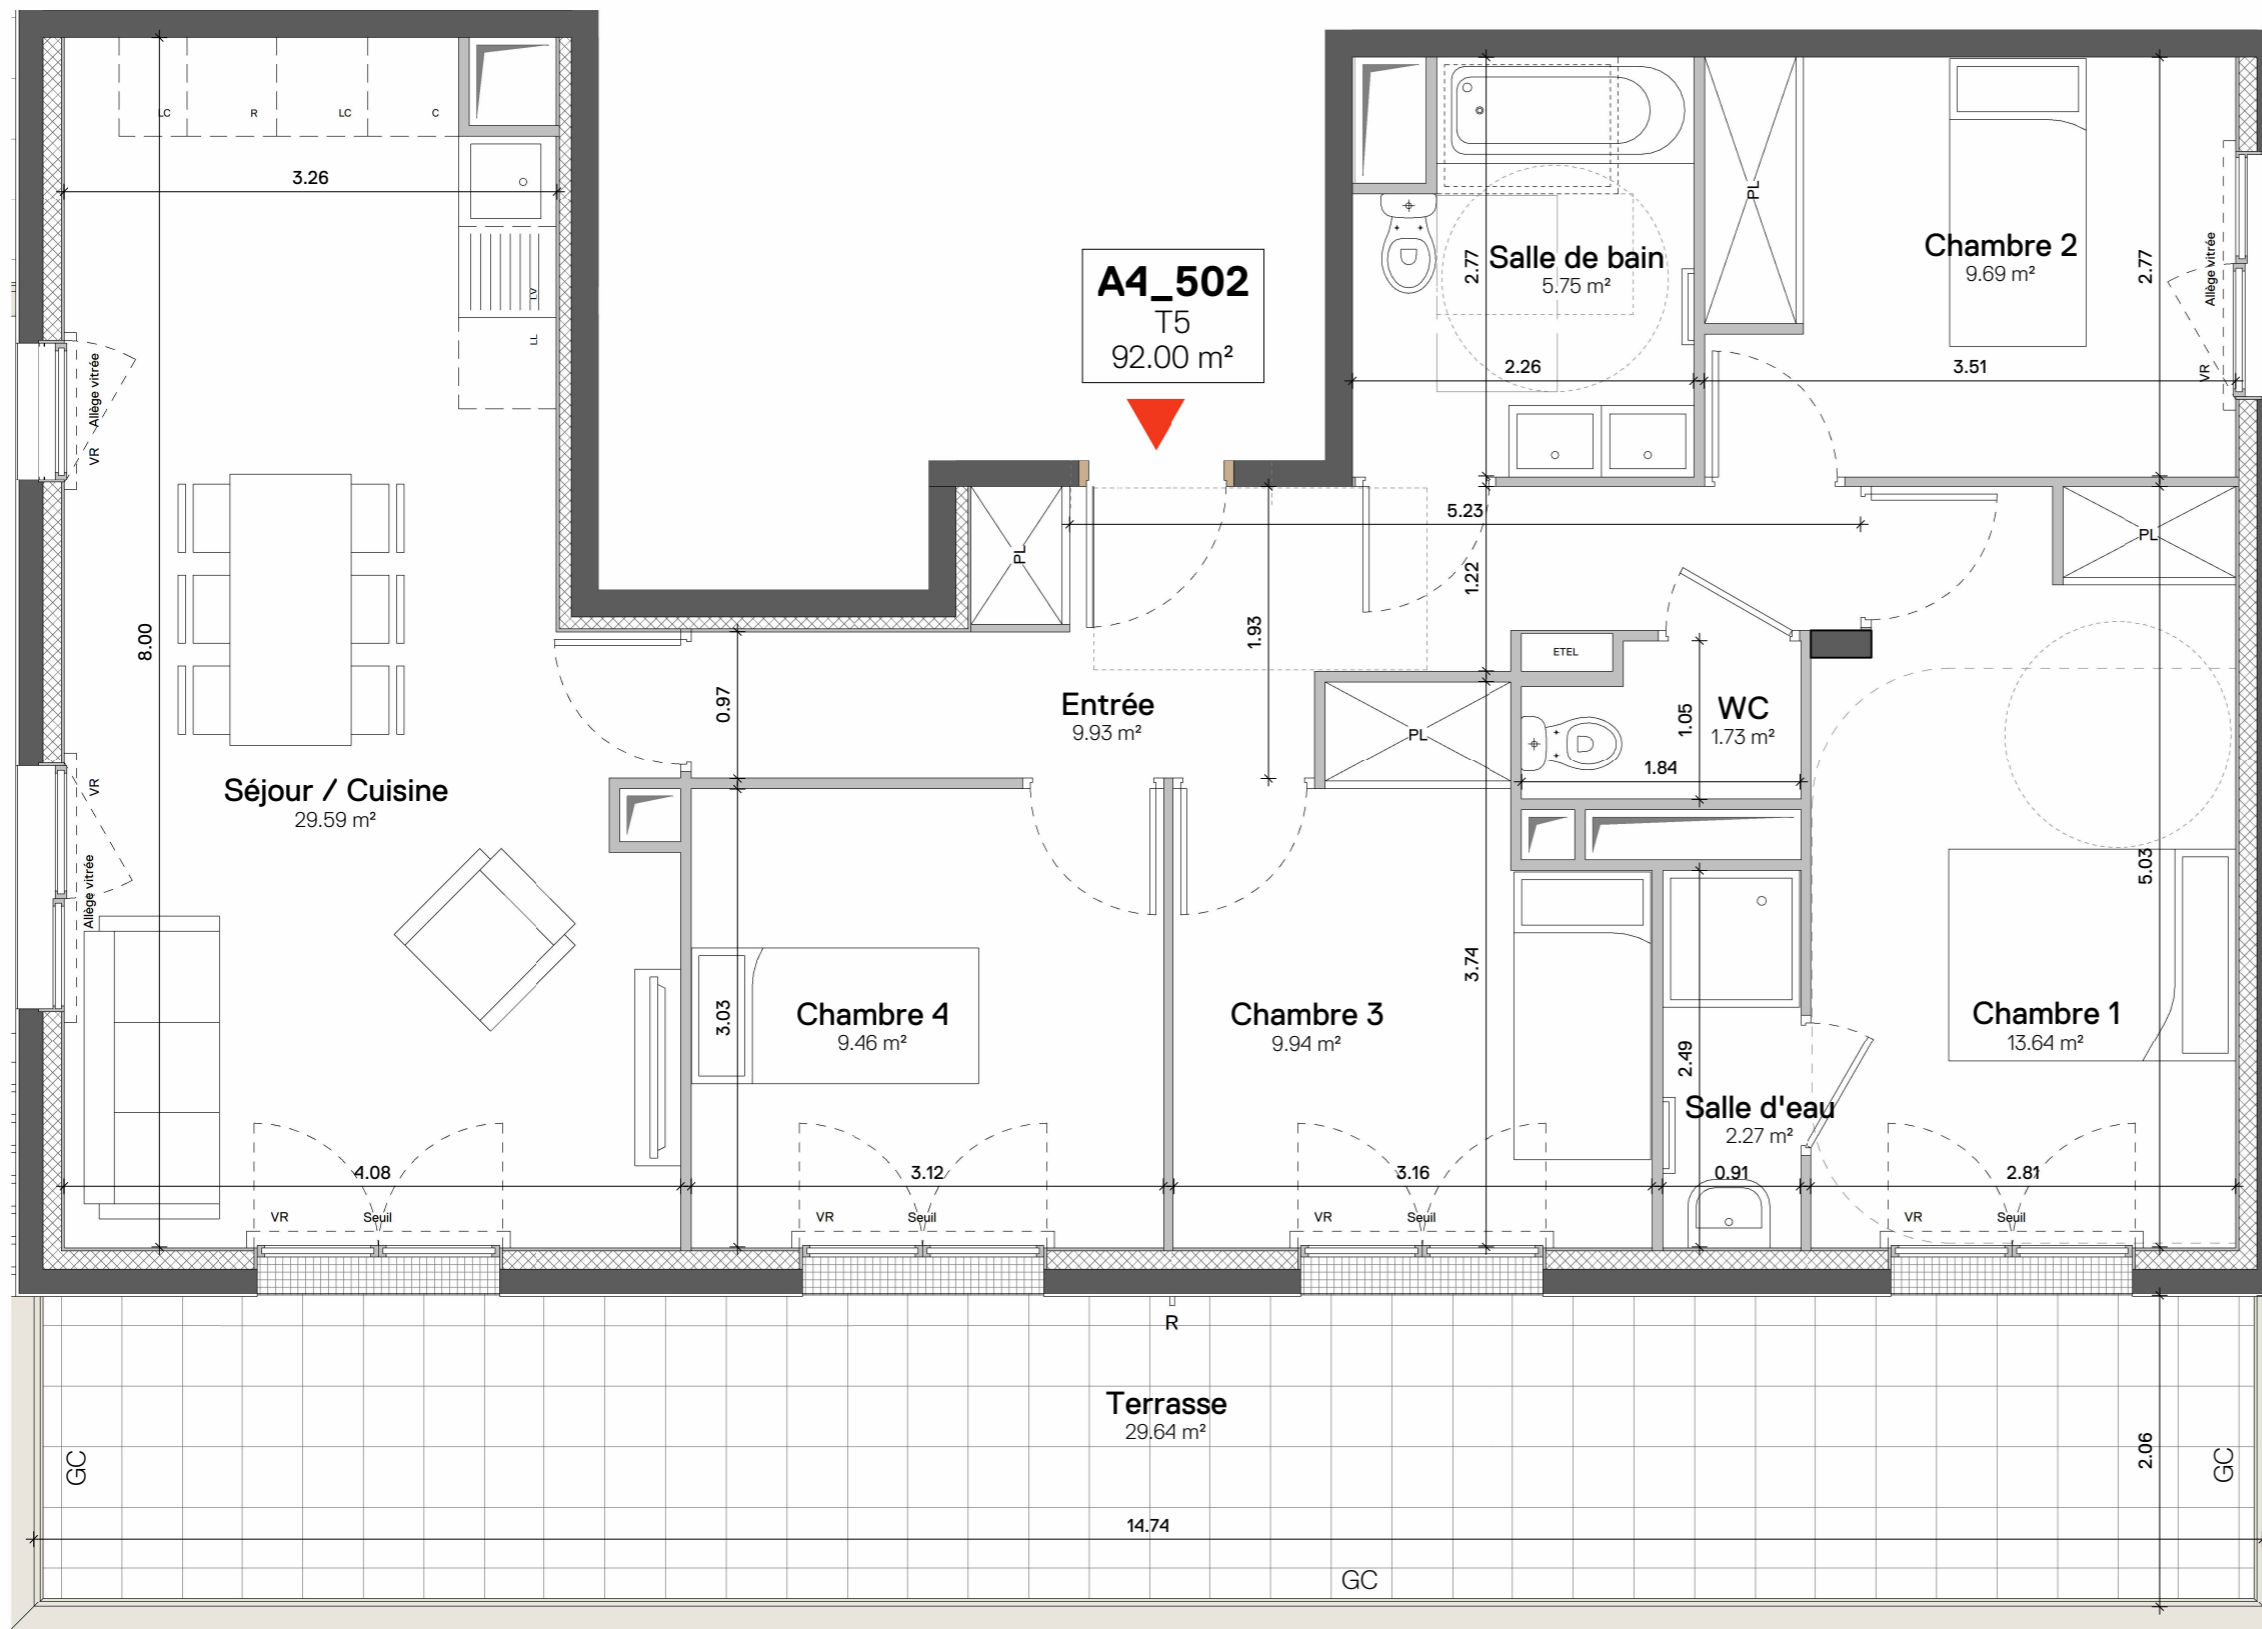 LC
R
LC
C
3.26
LV
LL
8.00
Allège vitrée
VR
VR
Allège vitrée
Séjour / Cuisine
29.59 m²
4.08
VR
Seuil
A4_502
T5
92.00 m²
PL
5.23
1.93
1.22
0.97
Entrée
9.93 m²
PL
Salle de bain
5.75 m²
2.77
2.26
PL
Chambre 2
9.69 m²
2.77
3.51
Allège vitrée
VR
PL
ETEL
WC
1.73 m²
1.05
1.84
Chambre 4
9.46 m²
3.03
3.12
VR
Seuil
Chambre 3
9.94 m²
3.74
3.16
VR
Seuil
Salle d'eau
2.27 m²
2.49
0.91
Chambre 1
13.64 m²
5.03
2.81
VR
Seuil
R
Terrasse
29.64 m²
2.06
GC
GC
14.74
GC